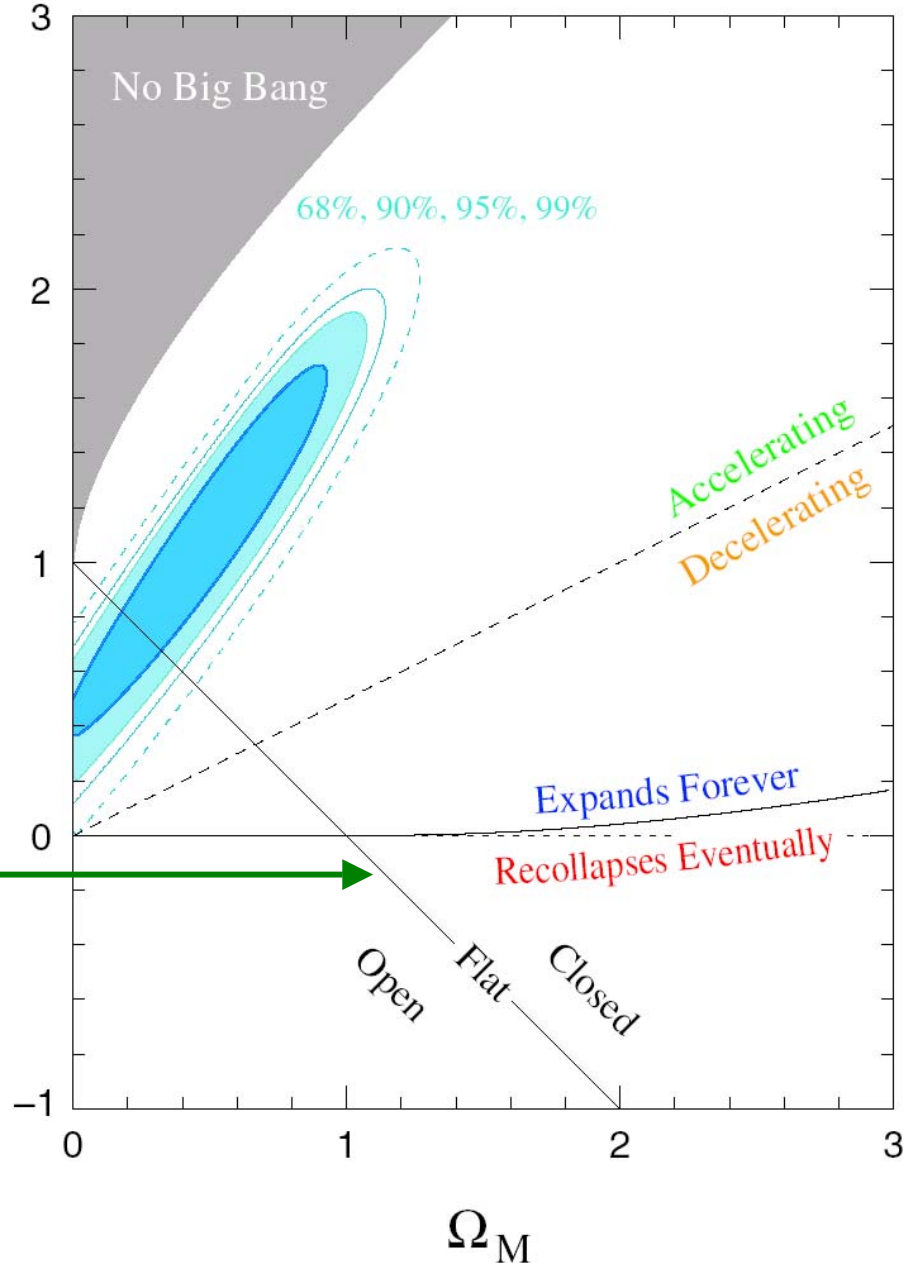 3
No Big Bang
68%, 90%, 95%, 99%
2
Accelerating
Decelerating
1
Expands Forever
0
Recollapses Eventually
Open
Flat
Closed
−1
0 1 2 3
Ω_M